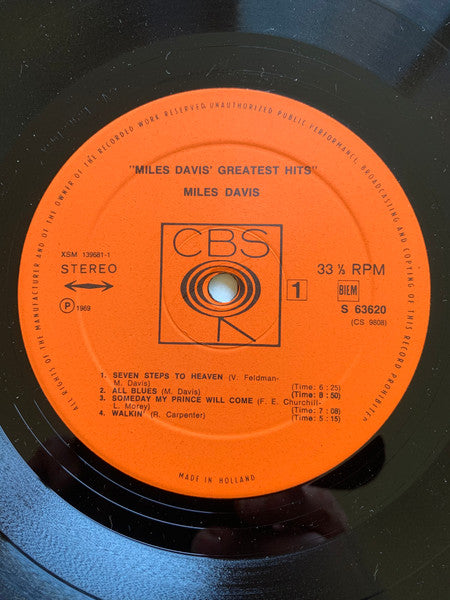 ALL RIGHTS OF THE MANUFACTURER AND OF THE OWNER OF THE RECORDED WORK RESERVED. UNAUTHORIZED PUBLIC PERFORMANCE, BROADCASTING AND COPYING OF THIS RECORD PROHIBITED
"MILES DAVIS' GREATEST HITS"
MILES DAVIS
CBS
XSM 139681-1
STEREO
℗ 1969
1
33 ⅓ RPM
BIEM
S 63620
(CS 9808)
1. SEVEN STEPS TO HEAVEN (V. Feldman-
M. Davis) (Time: 6 : 25)
2. ALL BLUES (M. Davis) (Time: 8 : 50)
3. SOMEDAY MY PRINCE WILL COME (F. E. Churchill-
L. Morey) (Time: 7 : 08)
4. WALKIN' (R. Carpenter) (Time: 5 : 15)
MADE IN HOLLAND